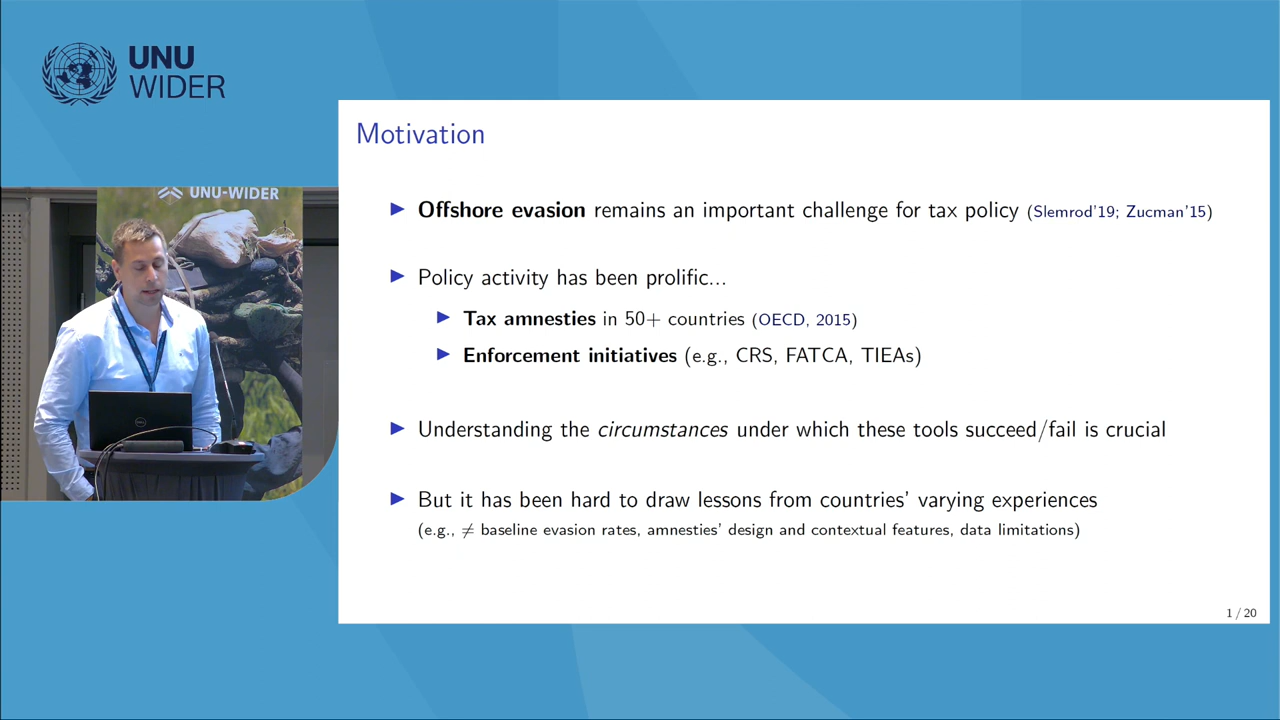 UNU
WIDER
UNU-WIDER
Motivation
Offshore evasion remains an important challenge for tax policy (Slemrod'19; Zucman'15)
Policy activity has been prolific...
Tax amnesties in 50+ countries (OECD, 2015)
Enforcement initiatives (e.g., CRS, FATCA, TIEAs)
Understanding the circumstances under which these tools succeed/fail is crucial
But it has been hard to draw lessons from countries' varying experiences
(e.g., ≠ baseline evasion rates, amnesties' design and contextual features, data limitations)
1 / 20
DELL